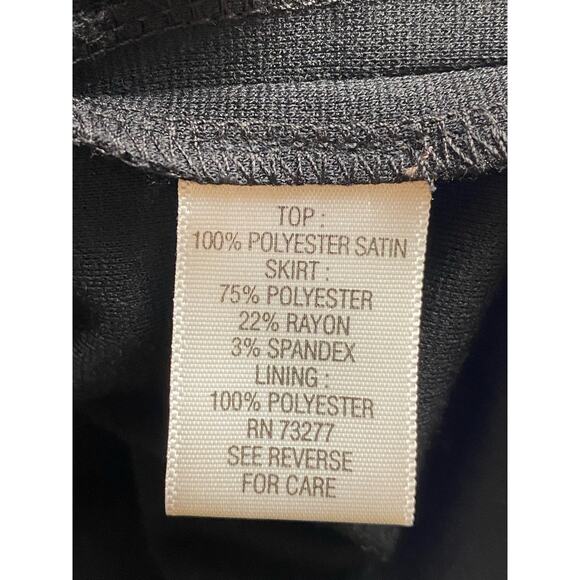 TOP :
100% POLYESTER SATIN
SKIRT :
75% POLYESTER
22% RAYON
3% SPANDEX
LINING :
100% POLYESTER
RN 73277
SEE REVERSE
FOR CARE